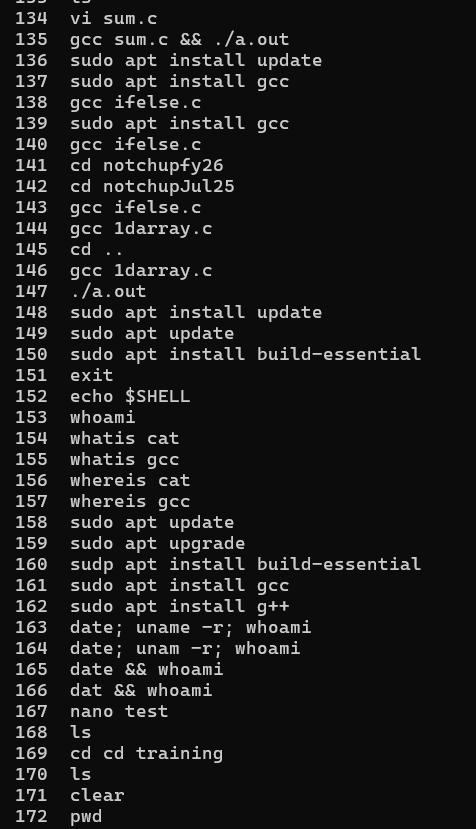 134 vi sum.c
135 gcc sum.c && ./a.out
136 sudo apt install update
137 sudo apt install gcc
138 gcc ifelse.c
139 sudo apt install gcc
140 gcc ifelse.c
141 cd notchupfy26
142 cd notchupJul25
143 gcc ifelse.c
144 gcc 1darray.c
145 cd ..
146 gcc 1darray.c
147 ./a.out
148 sudo apt install update
149 sudo apt update
150 sudo apt install build-essential
151 exit
152 echo $SHELL
153 whoami
154 whatis cat
155 whatis gcc
156 whereis cat
157 whereis gcc
158 sudo apt update
159 sudo apt upgrade
160 sudp apt install build-essential
161 sudo apt install gcc
162 sudo apt install g++
163 date; uname -r; whoami
164 date; unam -r; whoami
165 date && whoami
166 dat && whoami
167 nano test
168 ls
169 cd cd training
170 ls
171 clear
172 pwd